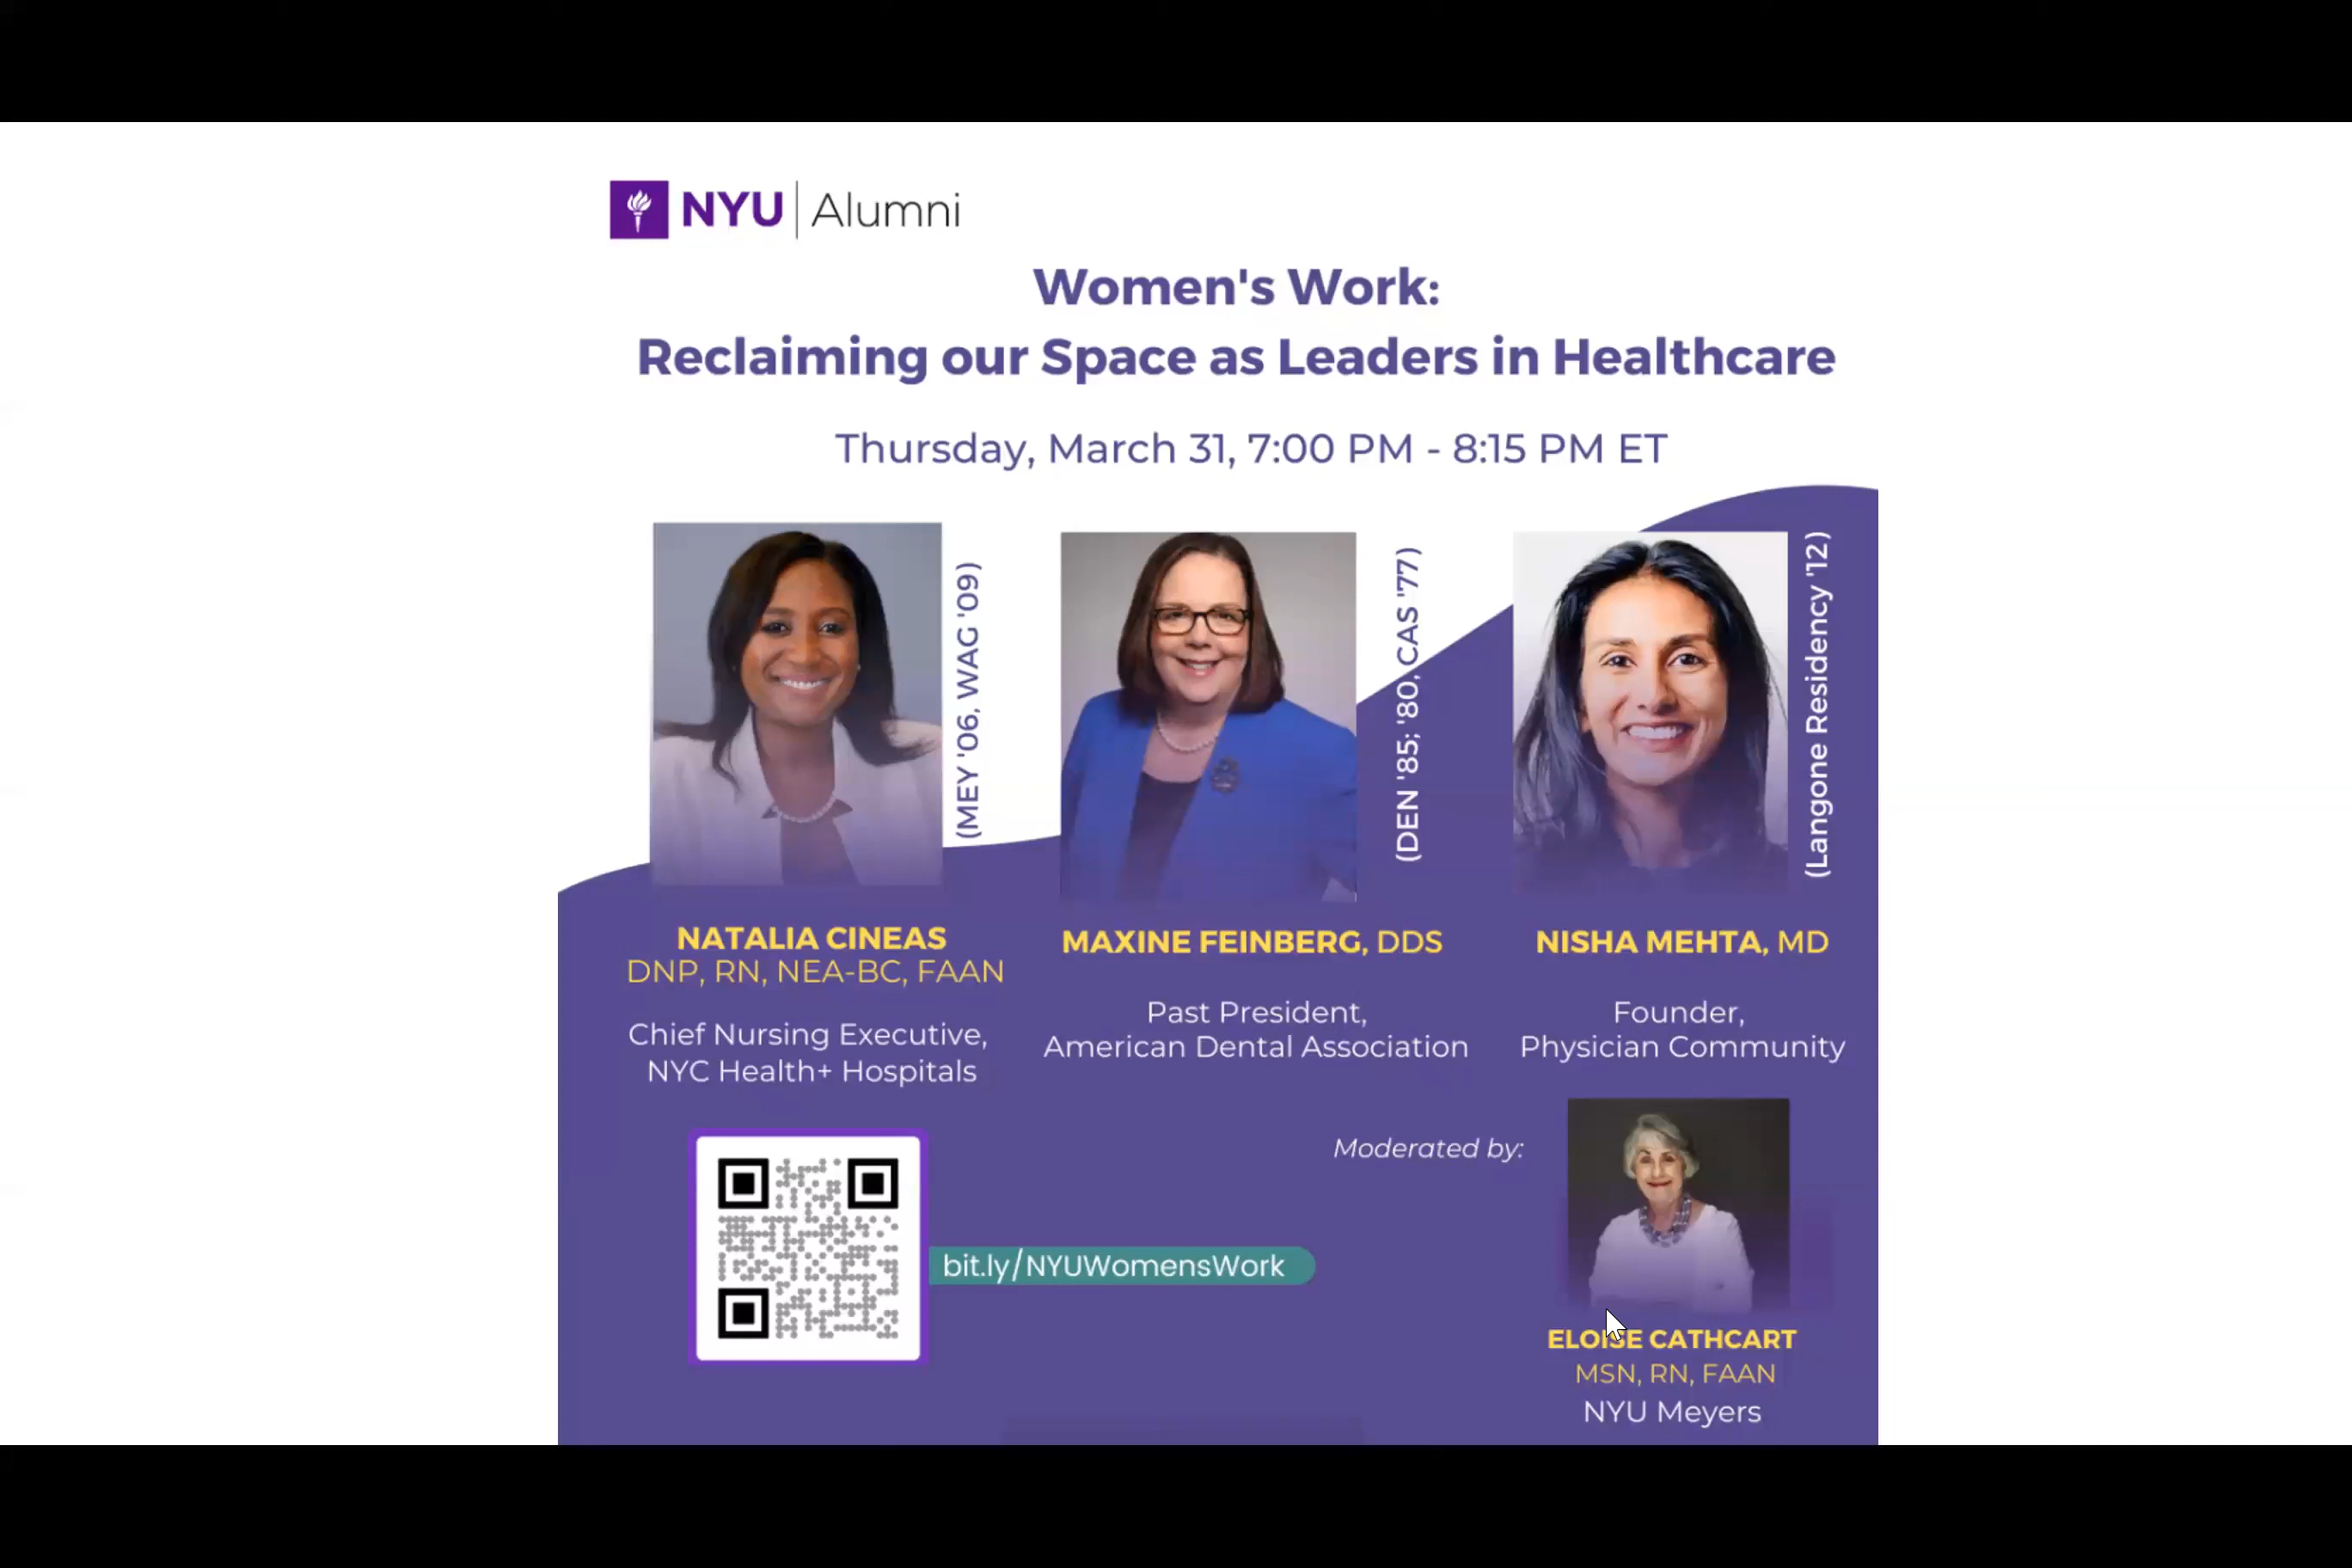 NYU | Alumni
Women's Work:
Reclaiming our Space as Leaders in Healthcare
Thursday, March 31, 7:00 PM - 8:15 PM ET
(MEY '06, WAG '09)
(DEN '85; '80, CAS '77)
(Langone Residency '12)
NATALIA CINEAS
DNP, RN, NEA-BC, FAAN
Chief Nursing Executive,
NYC Health+ Hospitals
MAXINE FEINBERG, DDS
Past President,
American Dental Association
NISHA MEHTA, MD
Founder,
Physician Community
bit.ly/NYUWomensWork
Moderated by:
ELOISE CATHCART
MSN, RN, FAAN
NYU Meyers